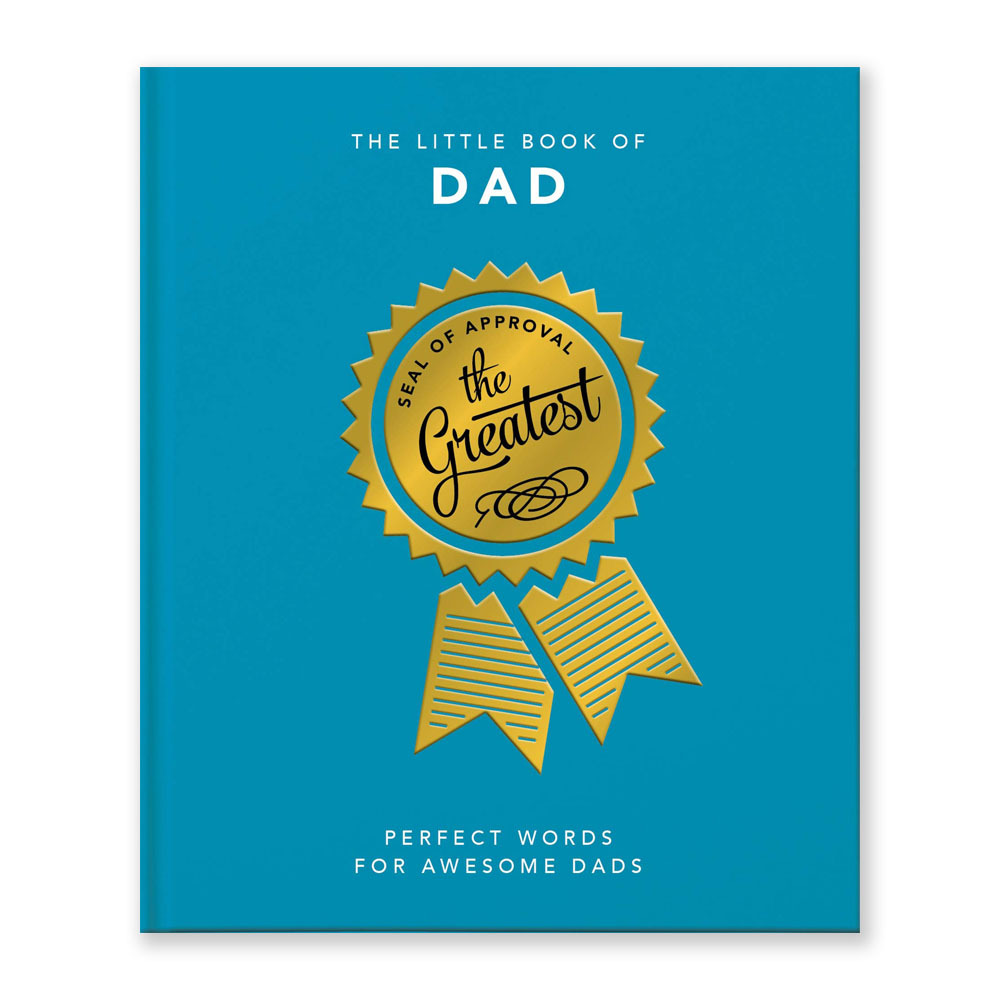 THE LITTLE BOOK OF
DAD
SEAL OF APPROVAL
the
Greatest
PERFECT WORDS
FOR AWESOME DADS